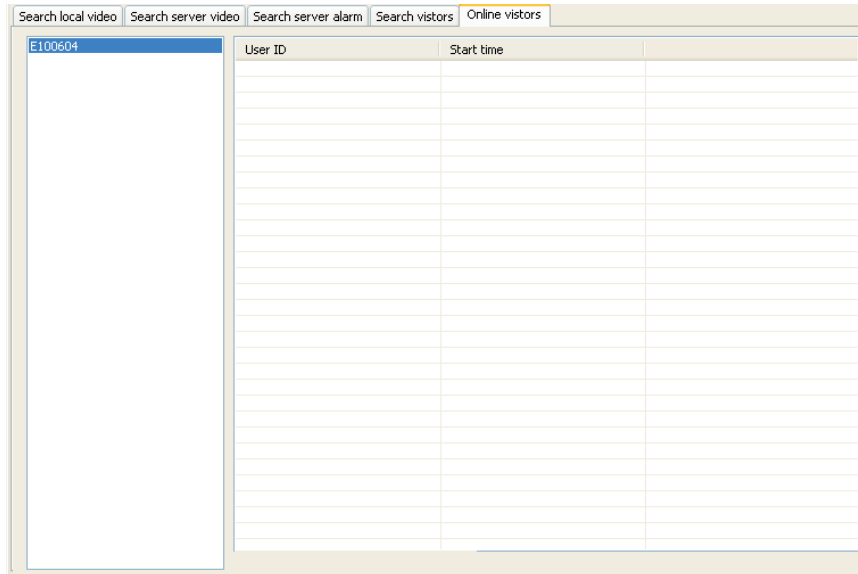 Search local video Search server video Search server alarm Search vistors Online vistors
E100604
User ID Start time